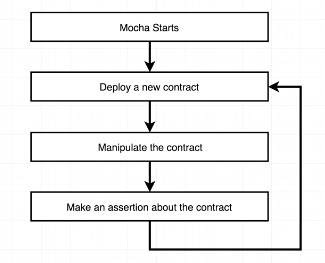 Mocha Starts
Deploy a new contract
Manipulate the contract
Make an assertion about the contract